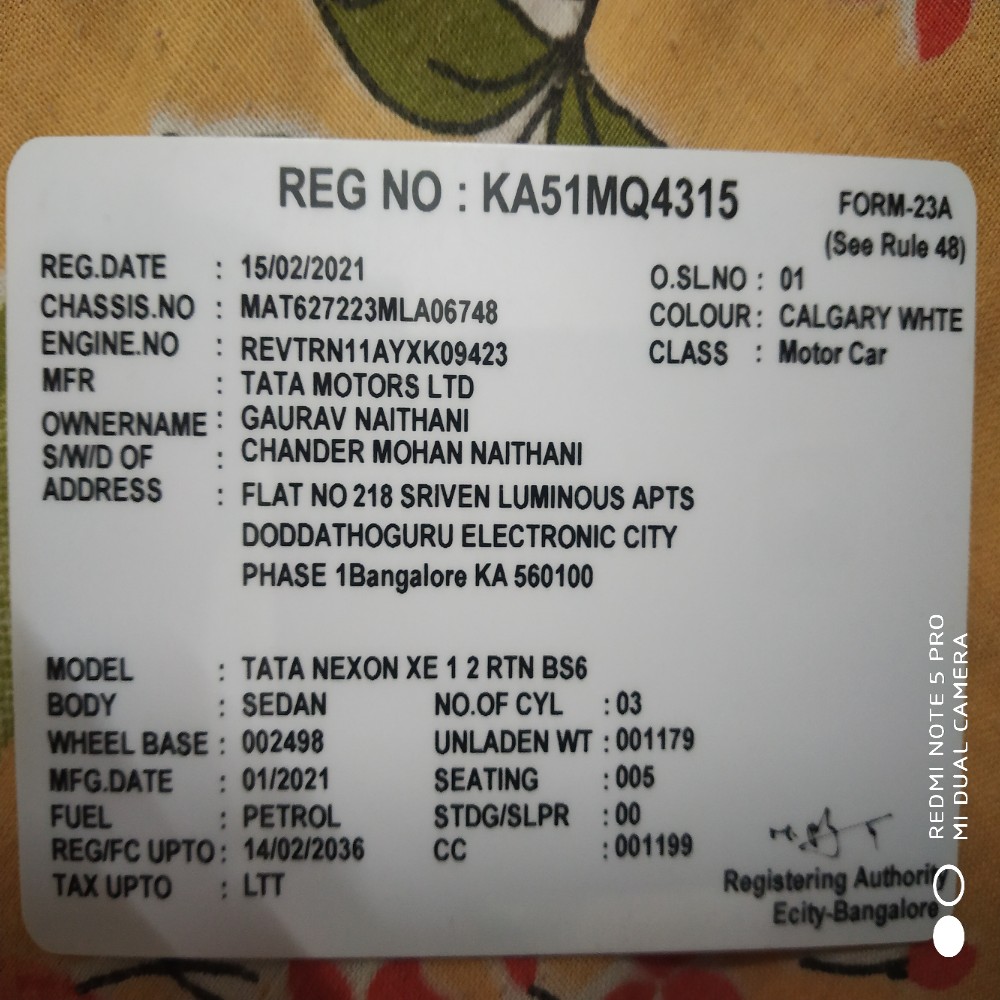 REG NO : KA51MQ4315
FORM-23A
(See Rule 48)
REG.DATE : 15/02/2021 O.SLNO : 01
CHASSIS.NO : MAT627223MLA06748 COLOUR : CALGARY WHTE
ENGINE.NO : REVTRN11AYXK09423 CLASS : Motor Car
MFR : TATA MOTORS LTD
OWNERNAME : GAURAV NAITHANI
S/W/D OF : CHANDER MOHAN NAITHANI
ADDRESS : FLAT NO 218 SRIVEN LUMINOUS APTS
DODDATHOGURU ELECTRONIC CITY
PHASE 1Bangalore KA 560100
MODEL : TATA NEXON XE 1 2 RTN BS6
BODY : SEDAN NO.OF CYL : 03
WHEEL BASE : 002498 UNLADEN WT : 001179
MFG.DATE : 01/2021 SEATING : 005
FUEL : PETROL STDG/SLPR : 00
REG/FC UPTO : 14/02/2036 CC : 001199
TAX UPTO : LTT
Registering Authority
Ecity-Bangalore
REDMI NOTE 5 PRO
MI DUAL CAMERA